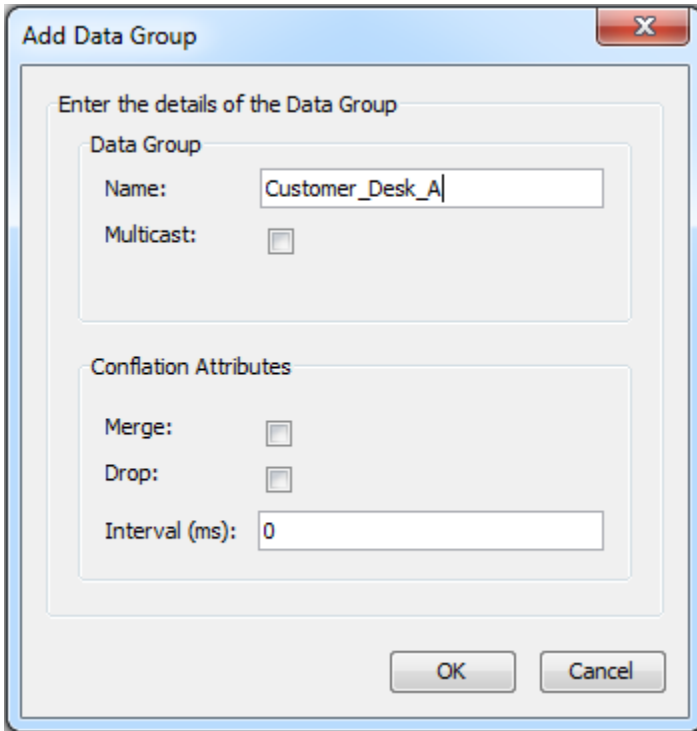 Add Data Group
Enter the details of the Data Group
Data Group
Name: Customer_Desk_A
Multicast:
Conflation Attributes
Merge:
Drop:
Interval (ms): 0
OK Cancel